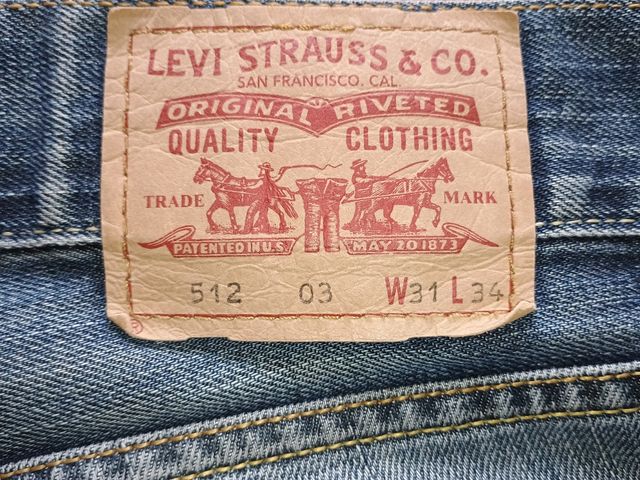 LEVI STRAUSS & CO.
SAN FRANCISCO, CAL.
ORIGINAL RIVETED
QUALITY CLOTHING
TRADE MARK
PATENTED IN U.S. MAY 20 1873
512 03 W31 L34
®